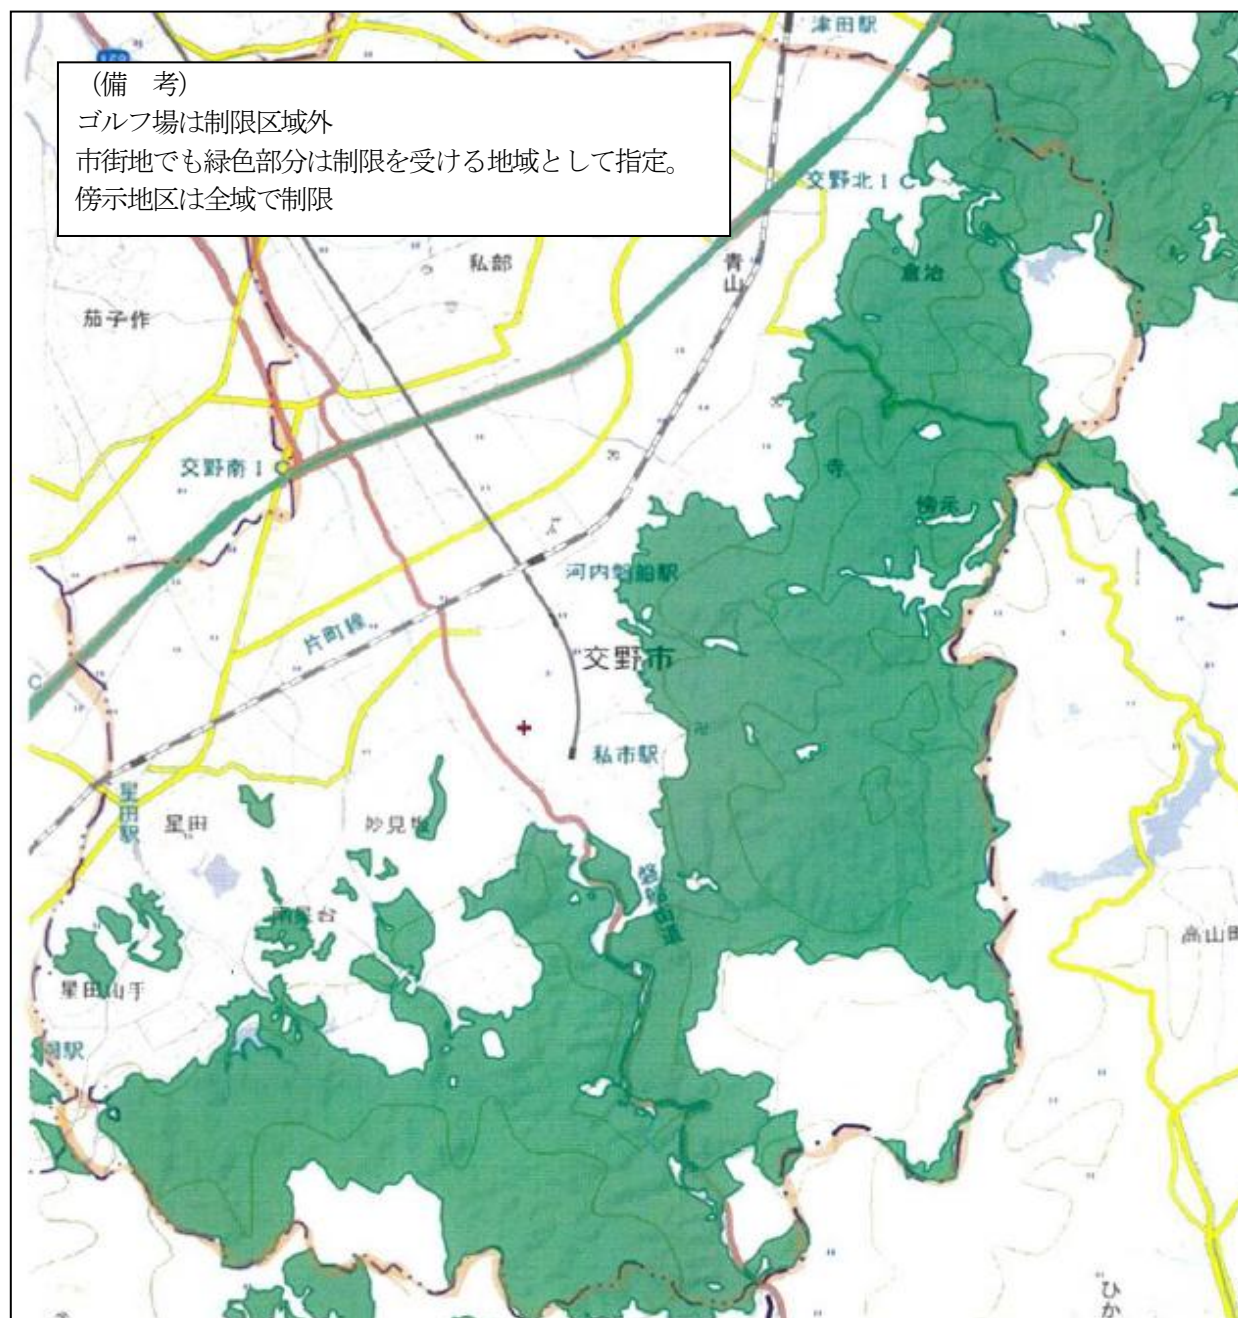 津田駅
(備　考)
ゴルフ場は制限区域外
市街地でも緑色部分は制限を受ける地域として指定。
傍示地区は全域で制限
交野北IC
私部
青山
倉治
茄子作
交野南IC
寺
傍示
河内磐船駅
片町線
交野市
私市駅
星田駅
星田
妙見坂
南星台
高山町
星田山手
ひか